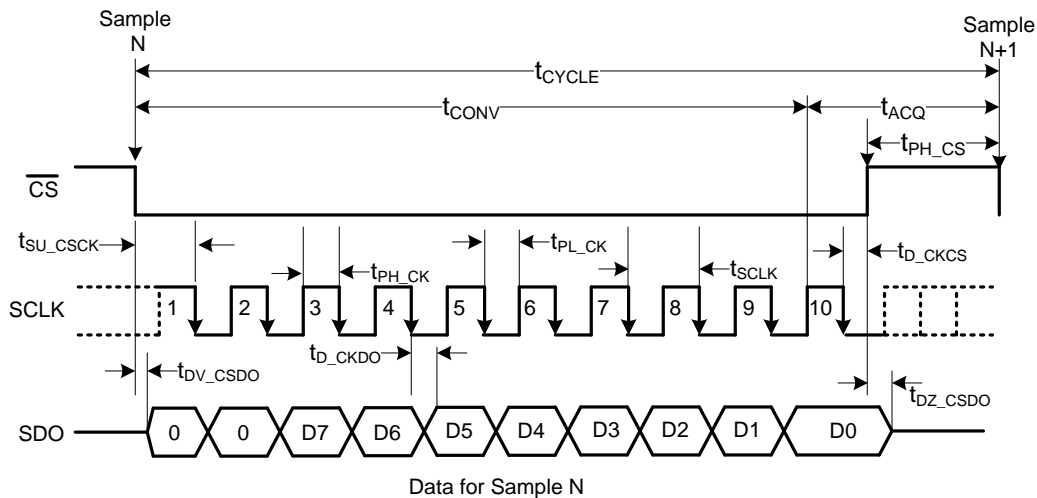 Sample
N
Sample
N+1
tCYCLE
tCONV
tACQ
tPH_CS
CS
tSU_CSCK
tPH_CK
tPL_CK
tSCLK
tD_CKCS
SCLK
1 2 3 4 5 6 7 8 9 10
tD_CKDO
tDV_CSDO
tDZ_CSDO
SDO
0 0 D7 D6 D5 D4 D3 D2 D1 D0
Data for Sample N